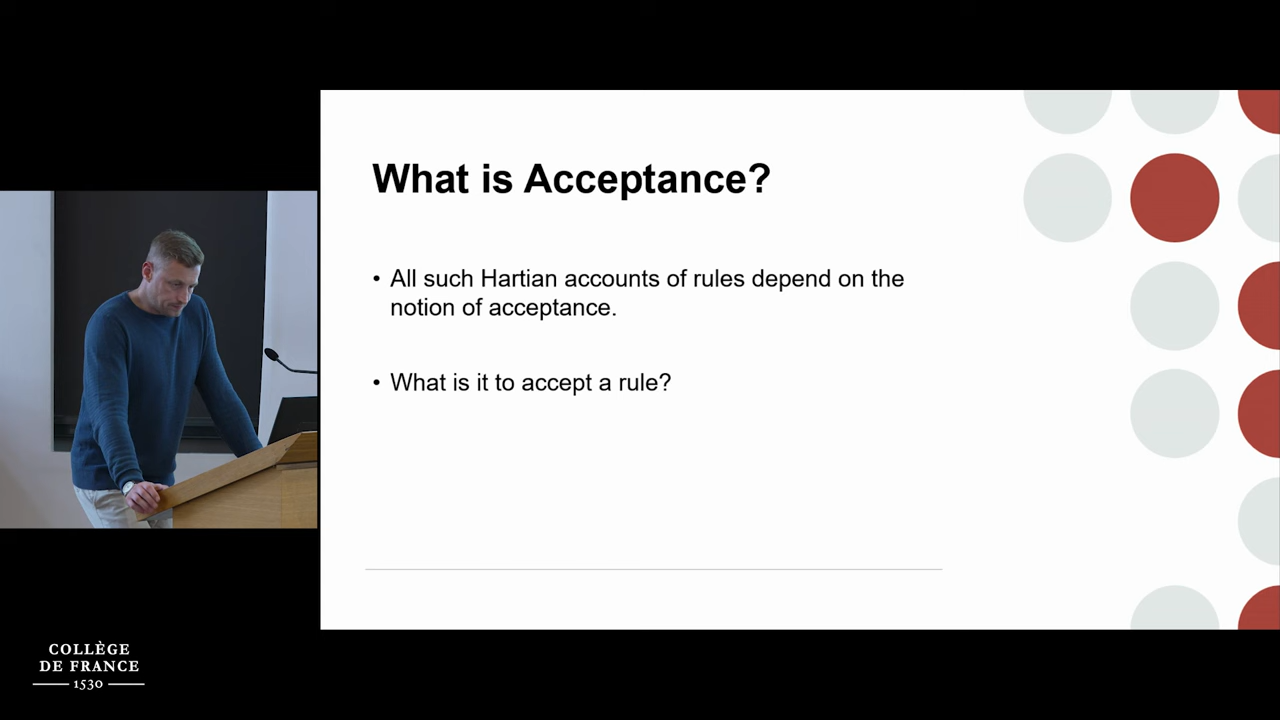 What is Acceptance?
• All such Hartian accounts of rules depend on the
notion of acceptance.
• What is it to accept a rule?
COLLÈGE
DE FRANCE
1530